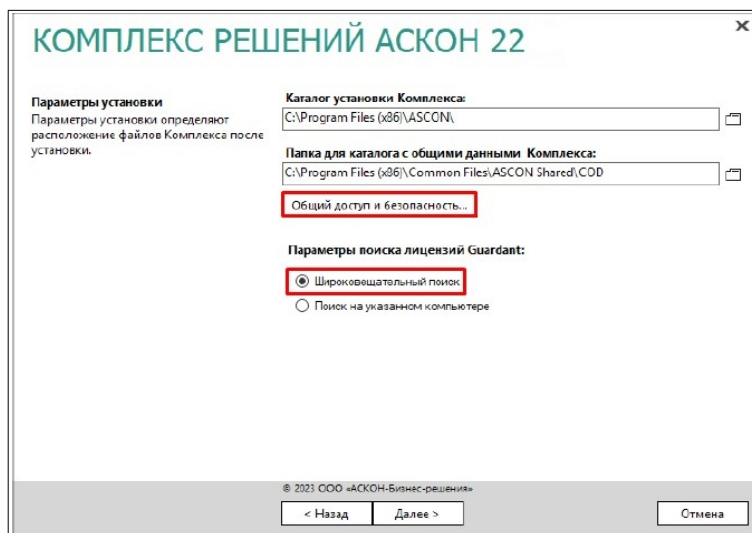 КОМПЛЕКС РЕШЕНИЙ АСКОН 22
Параметры установки
Параметры установки определяют
расположение файлов Комплекса после
установки.
Каталог установки Комплекса:
C:\Program Files (x86)\ASCON\
Папка для каталога с общими данными Комплекса:
C:\Program Files (x86)\Common Files\ASCON Shared\COD
Общий доступ и безопасность...
Параметры поиска лицензий Guardant:
Широковещательный поиск
Поиск на указанном компьютере
© 2023 ООО «АСКОН-Бизнес-решения»
< Назад
Далее >
Отмена